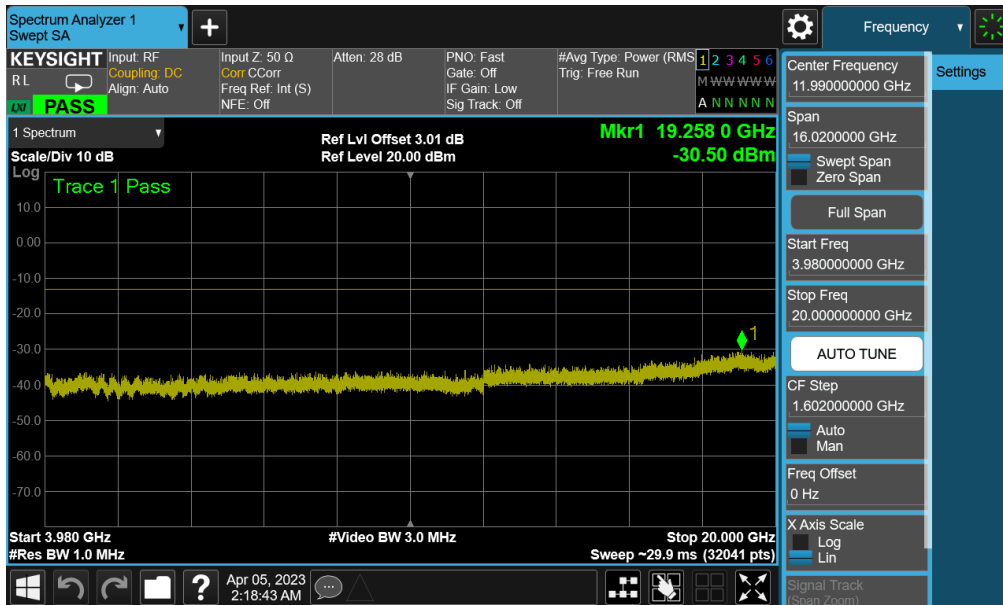 Spectrum Analyzer 1
Swept SA
Frequency
KEYSIGHT
R L
LXI
PASS
Input: RF
Coupling: DC
Align: Auto
Input Z: 50 Ω
Corr CCorr
Freq Ref: Int (S)
NFE: Off
Atten: 28 dB
PNO: Fast
Gate: Off
IF Gain: Low
Sig Track: Off
#Avg Type: Power (RMS
Trig: Free Run
1 2 3 4 5 6
M W W W W W
A N N N N N
1 Spectrum
Scale/Div 10 dB
Ref Lvl Offset 3.01 dB
Ref Level 20.00 dBm
Mkr1 19.258 0 GHz
-30.50 dBm
Log
Trace 1 Pass
10.0
0.00
-10.0
-20.0
-30.0
-40.0
-50.0
-60.0
-70.0
1
Start 3.980 GHz
#Res BW 1.0 MHz
#Video BW 3.0 MHz
Stop 20.000 GHz
Sweep ~29.9 ms (32041 pts)
Center Frequency
11.990000000 GHz
Span
16.0200000 GHz
Swept Span
Zero Span
Full Span
Start Freq
3.980000000 GHz
Stop Freq
20.000000000 GHz
AUTO TUNE
CF Step
1.602000000 GHz
Auto
Man
Freq Offset
0 Hz
X Axis Scale
Log
Lin
Signal Track
(Span Zoom)
Settings
?
Apr 05, 2023
2:18:43 AM